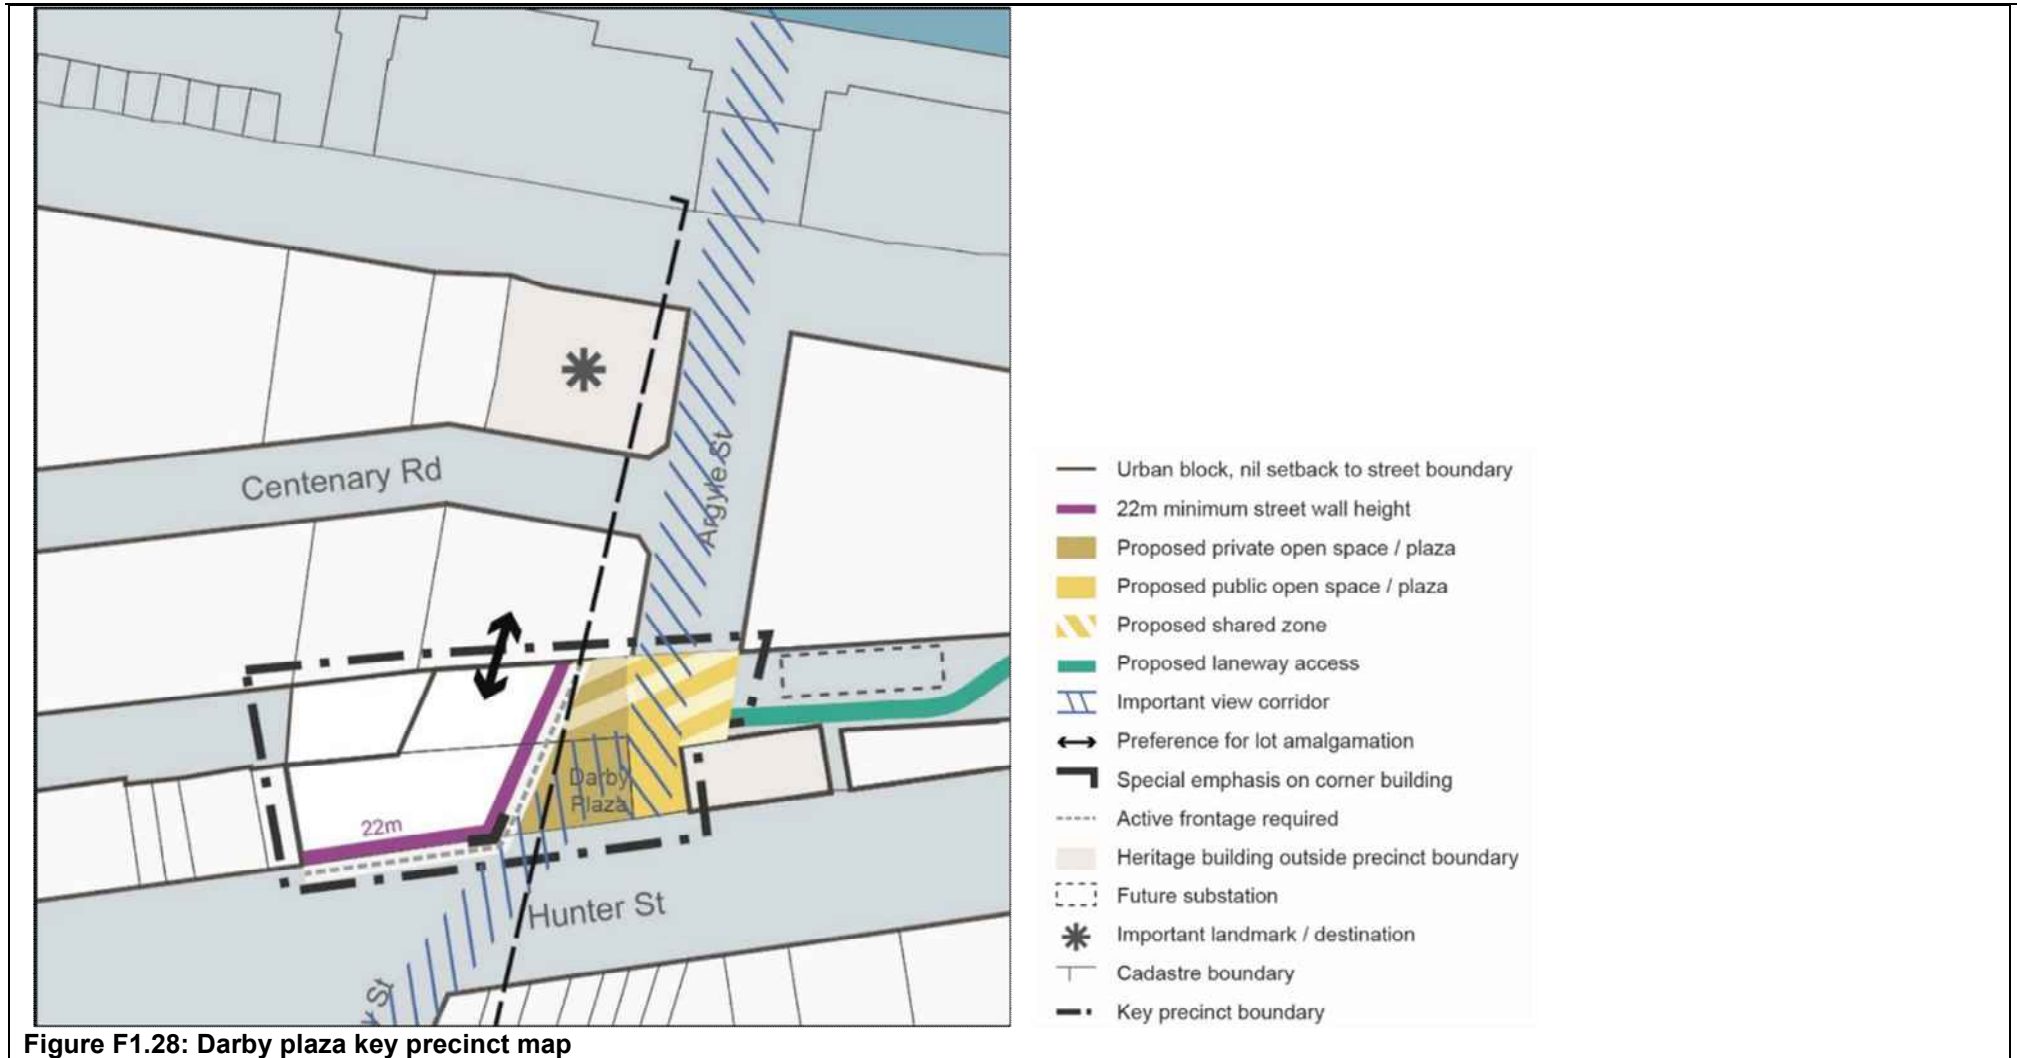 Argyle St
Centenary Rd
Darby
Plaza
22m
Hunter St
y St
Urban block, nil setback to street boundary
22m minimum street wall height
Proposed private open space / plaza
Proposed public open space / plaza
Proposed shared zone
Proposed laneway access
Important view corridor
Preference for lot amalgamation
Special emphasis on corner building
Active frontage required
Heritage building outside precinct boundary
Future substation
Important landmark / destination
Cadastre boundary
Key precinct boundary
Figure F1.28: Darby plaza key precinct map